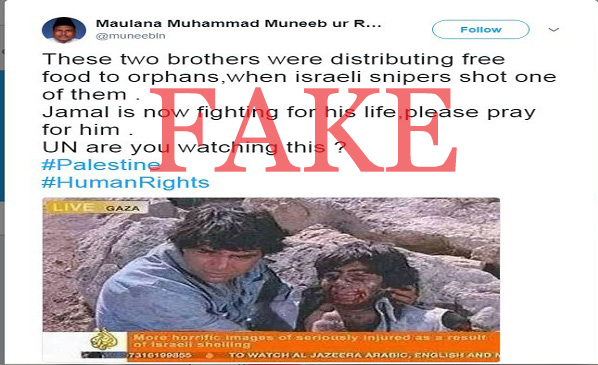 Maulana Muhammad Muneeb ur R...
@muneebln
Follow
These two brothers were distributing free
food to orphans,when israeli snipers shot one
of them .
Jamal is now fighting for his life,please pray
for him .
UN are you watching this ?
#Palestine
#HumanRights
FAKE
LIVE GAZA
More horrific images of seriously injured as a result
of Israeli shelling
7316199855 TO WATCH AL JAZEERA ARABIC, ENGLISH AND